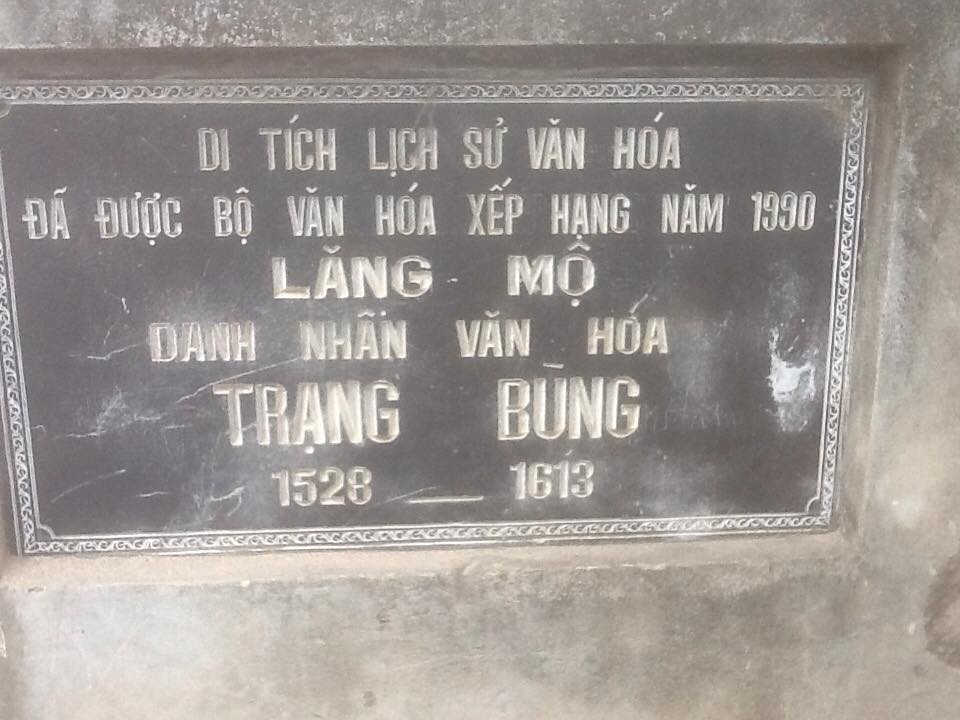 DI TÍCH LỊCH SỬ VĂN HÓA
ĐÃ ĐƯỢC BỘ VĂN HÓA XẾP HẠNG NĂM 1990
LĂNG MỘ
DANH NHÂN VĂN HÓA
TRẠNG BÙNG
1528 — 1613